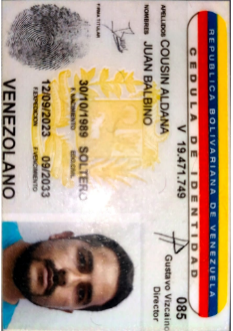 REPUBLICA BOLIVARIANA DE VENEZUELA
CEDULA DE IDENTIDAD
V 19.471.749
APELLIDOS COUSIN ALDANA
NOMBRES JUAN BALBINO
FIRMA TITULAR
085
Gustavo Vizcaino
Director
30/10/1989 SOLTERO
F. NACIMIENTO
12/09/2023 09/2033
F. EXPEDICION F. VENCIMIENTO
VENEZOLANO